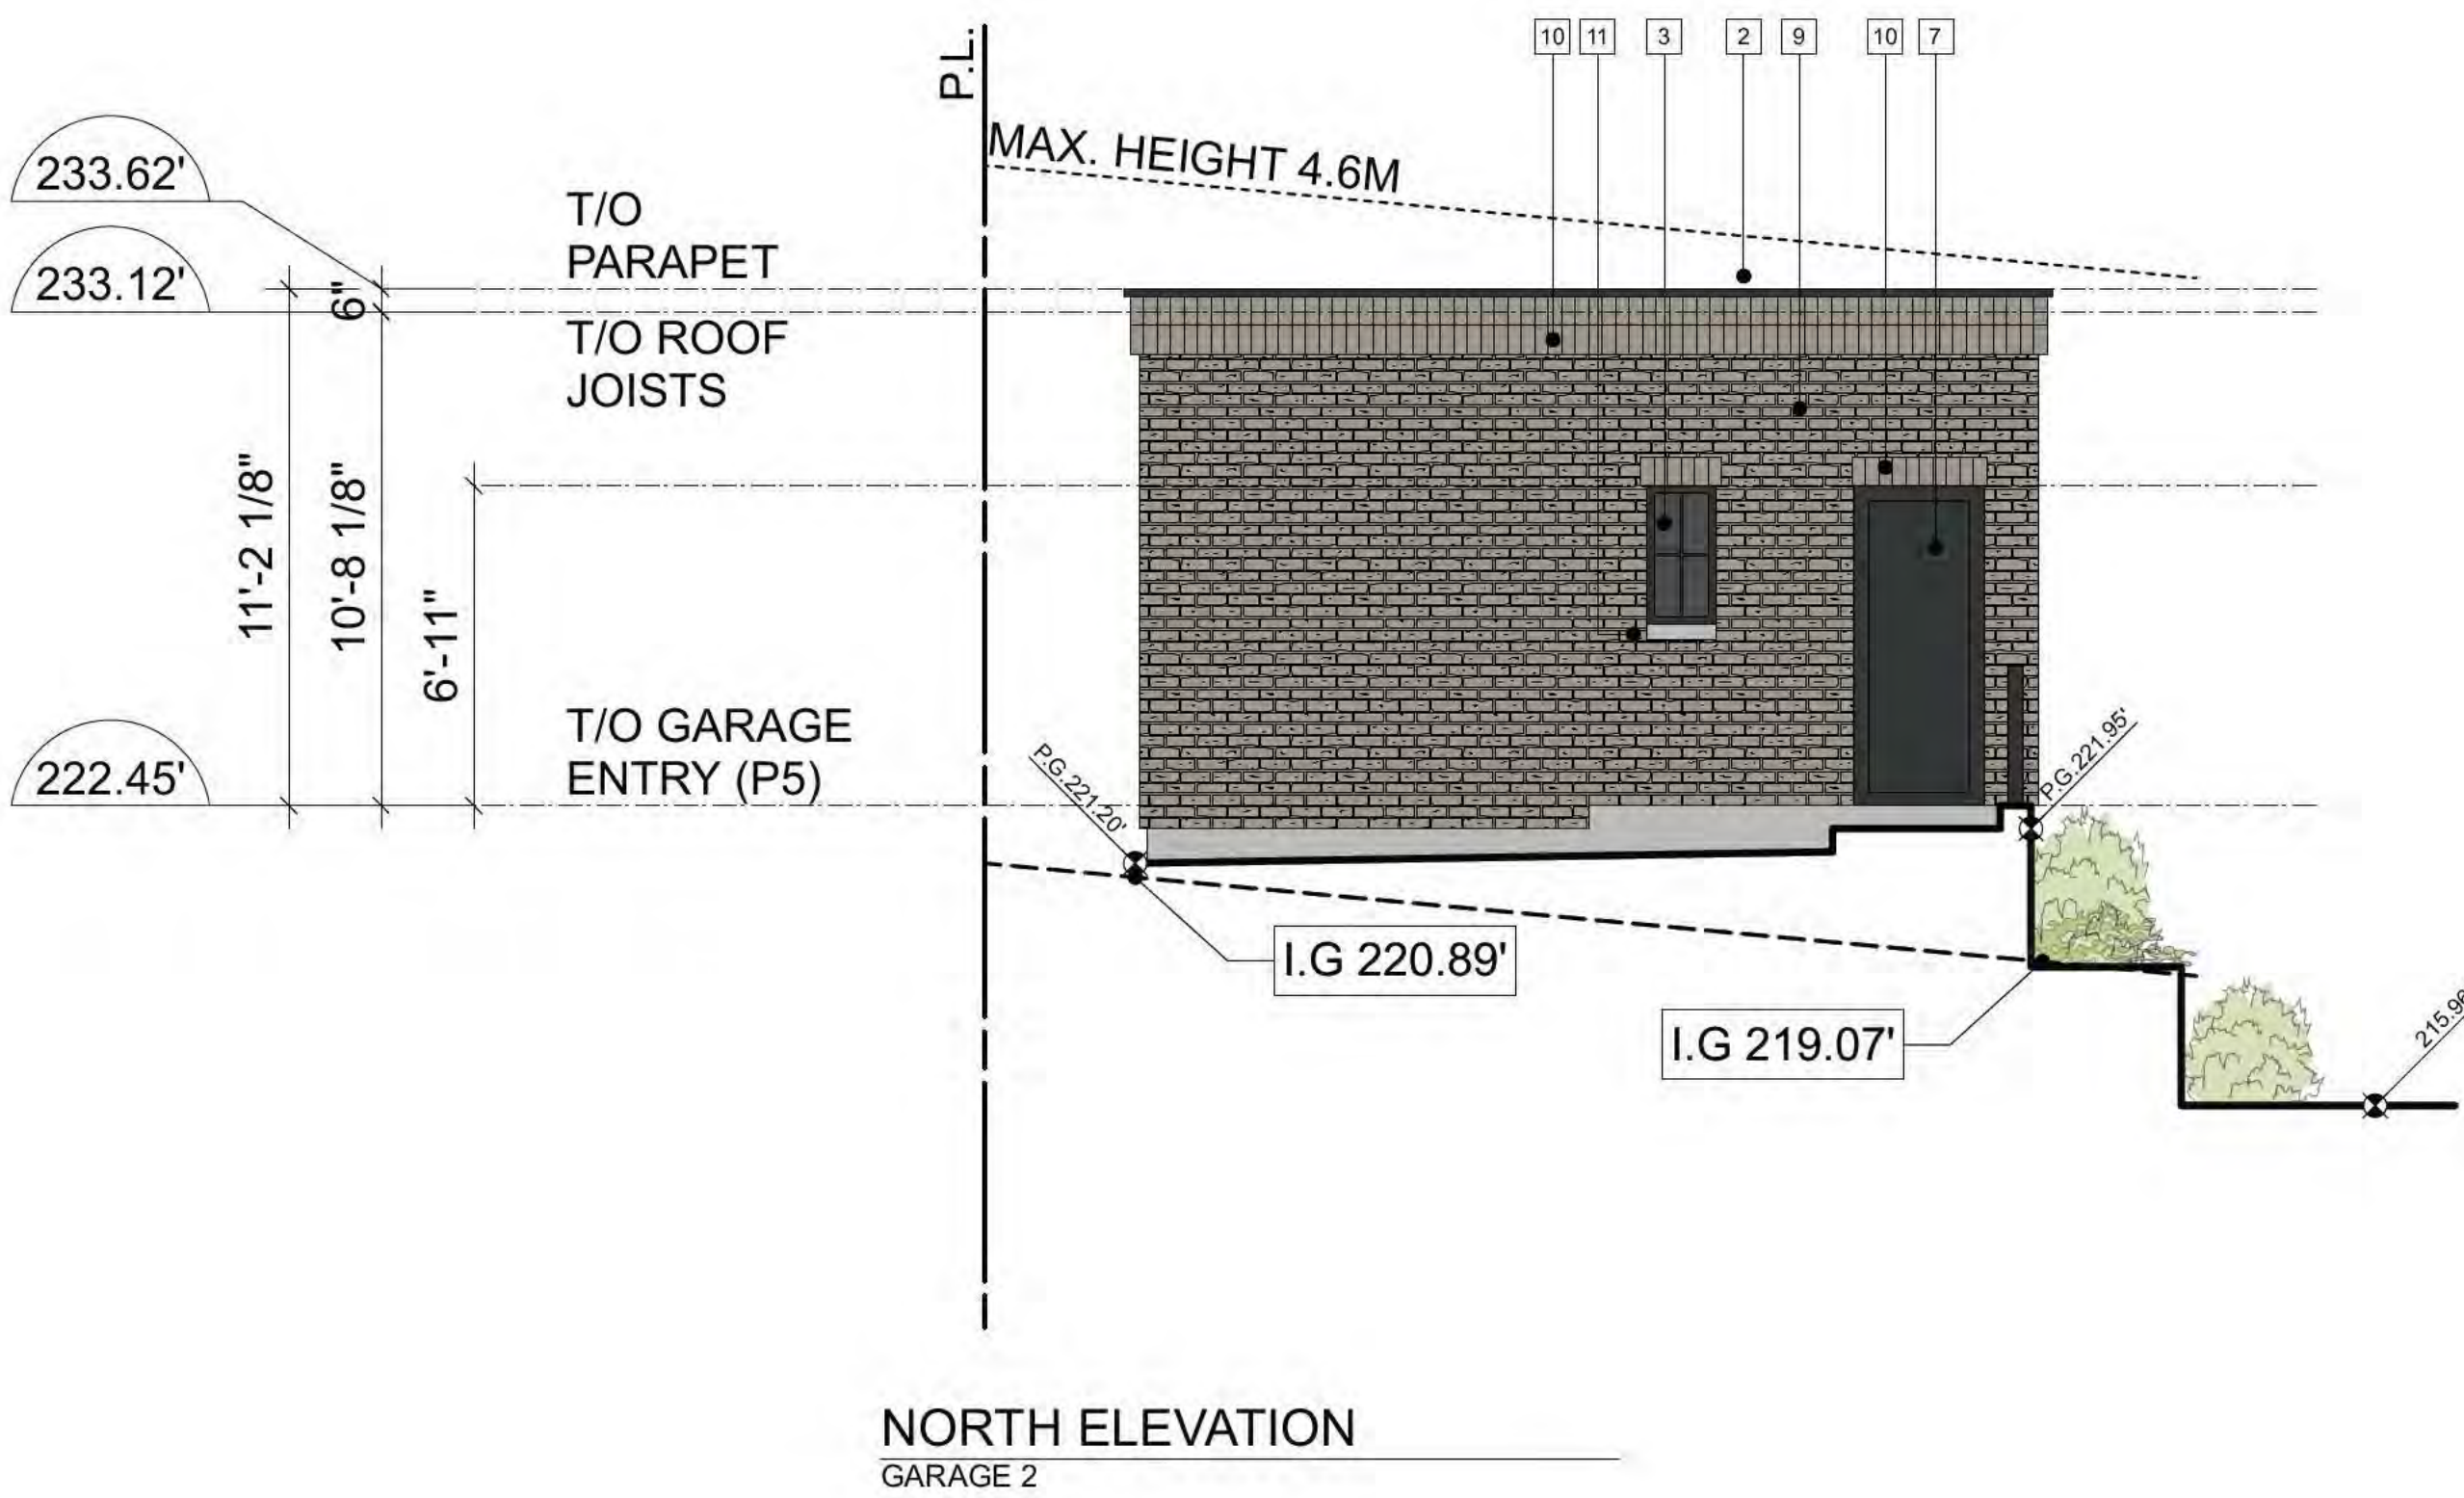 10 11 3 2 9 10 7
P.L.
MAX. HEIGHT 4.6M
233.62'
T/O
PARAPET
233.12'
6"
T/O ROOF
JOISTS
11'-2 1/8"
10'-8 1/8"
6'-11"
T/O GARAGE
ENTRY (P5)
222.45'
P.G.221.20'
P.G.221.95'
I.G 220.89'
I.G 219.07'
NORTH ELEVATION
GARAGE 2